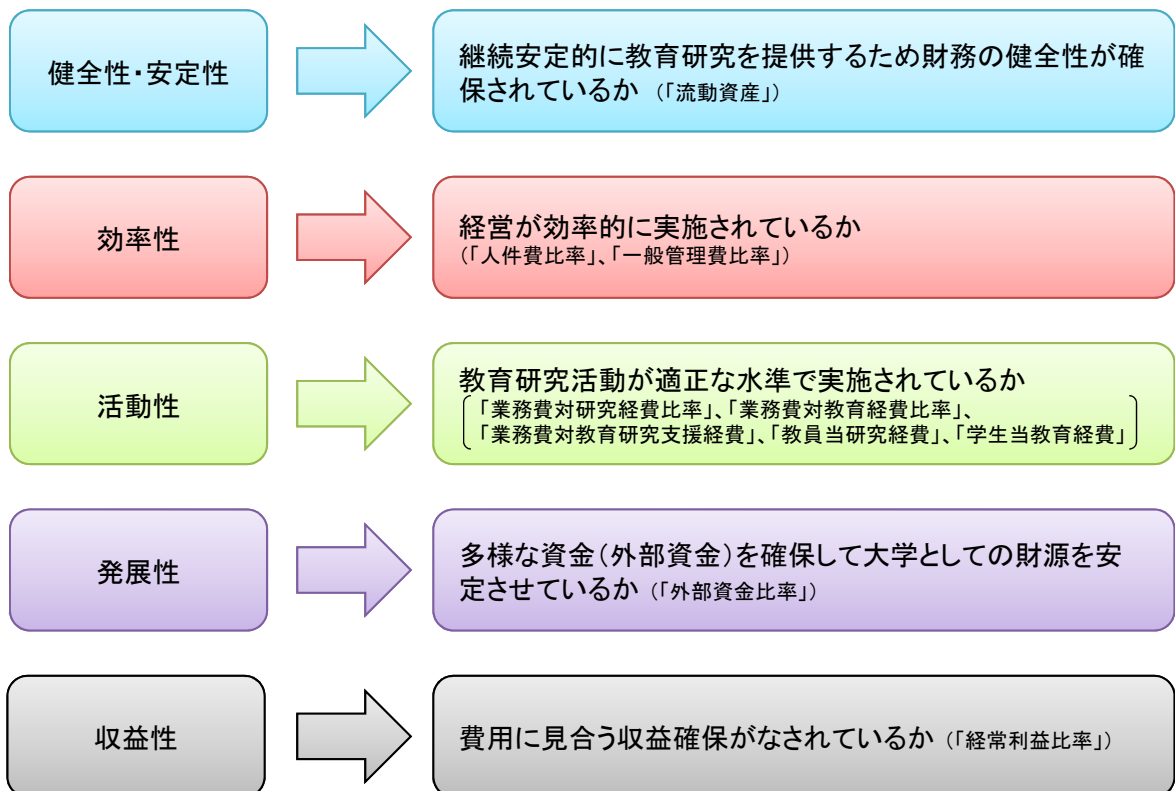 健全性・安定性
継続安定的に教育研究を提供するため財務の健全性が確
保されているか （「流動資産」）
効率性
経営が効率的に実施されているか
（「人件費比率」、「一般管理費比率」）
活動性
教育研究活動が適正な水準で実施されているか
「業務費対研究経費比率」、「業務費対教育経費比率」、
「業務費対教育研究支援経費」、「教員当研究経費」、「学生当教育経費」
発展性
多様な資金（外部資金）を確保して大学としての財源を安
定させているか （「外部資金比率」）
収益性
費用に見合う収益確保がなされているか （「経常利益比率」）